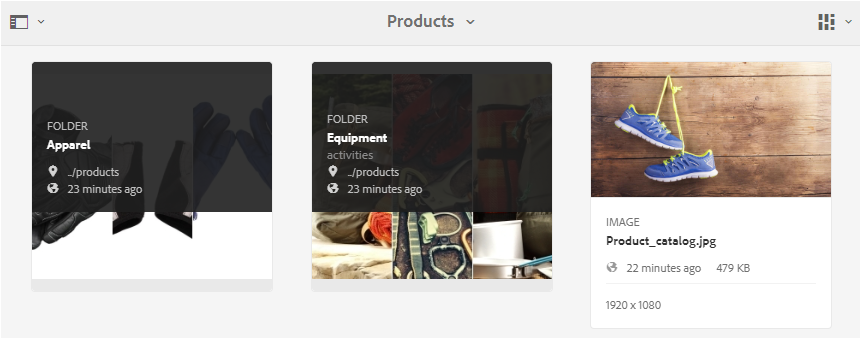 Products
FOLDER
Apparel
../products
23 minutes ago
FOLDER
Equipment
activities
../products
23 minutes ago
IMAGE
Product_catalog.jpg
22 minutes ago 479 KB
1920 x 1080